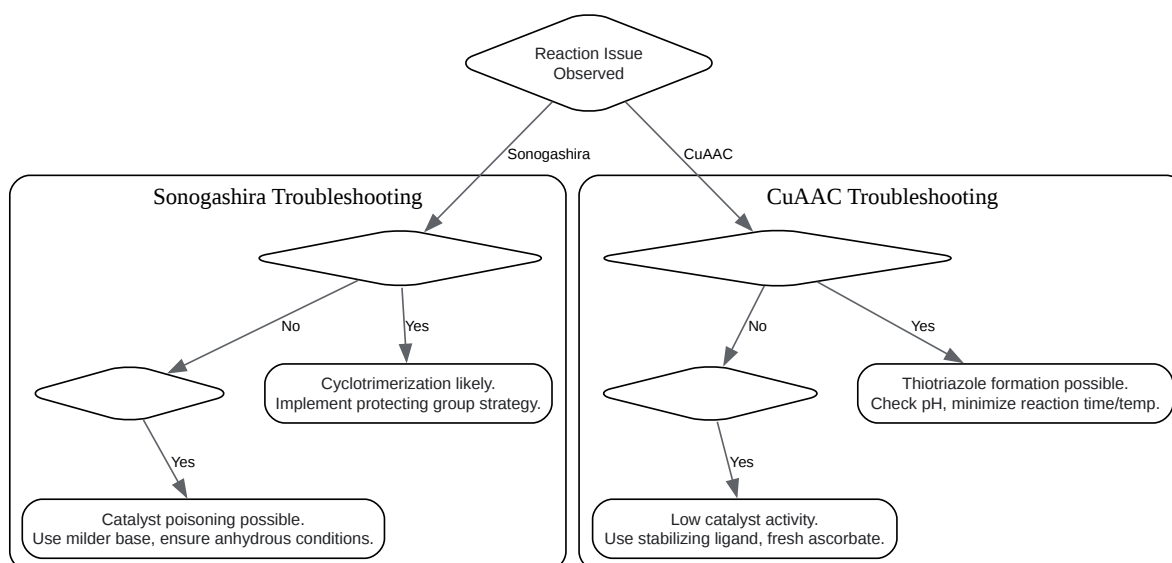 Reaction Issue
Observed
Sonogashira
CuAAC
Sonogashira Troubleshooting
CuAAC Troubleshooting
No
Yes
No
Yes
Cyclotrimerization likely.
Implement protecting group strategy.
Thiotriazole formation possible.
Check pH, minimize reaction time/temp.
Yes
Yes
Catalyst poisoning possible.
Use milder base, ensure anhydrous conditions.
Low catalyst activity.
Use stabilizing ligand, fresh ascorbate.